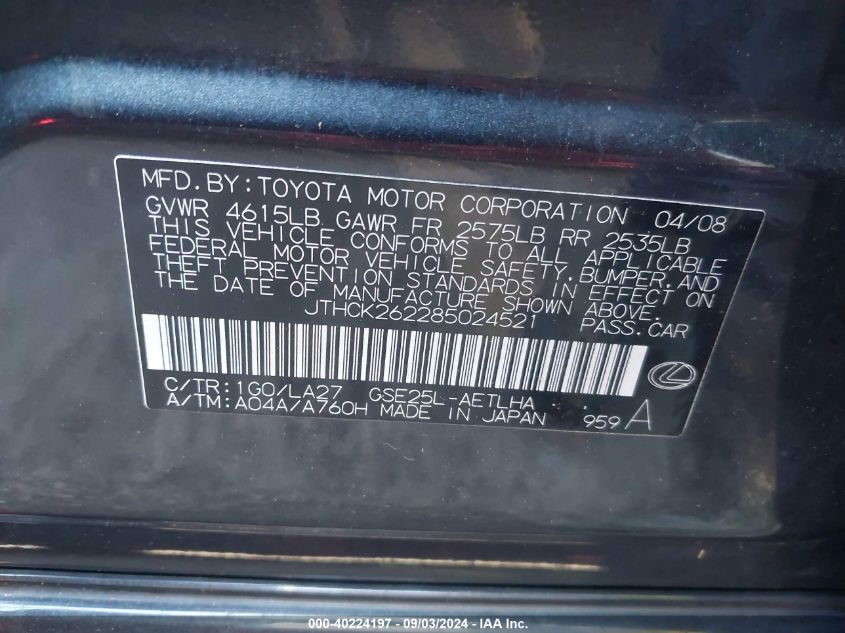 MFD.BY:TOYOTA MOTOR CORPORATION 04/08
GVWR 4615LB GAWR FR 2575LB RR 2535LB
THIS VEHICLE CONFORMS TO ALL APPLICABLE
FEDERAL MOTOR VEHICLE SAFETY,BUMPER,AND
THEFT PREVENTION STANDARDS IN EFFECT ON
THE DATE OF MANUFACTURE SHOWN ABOVE.
JTHCK262285024521 PASS.CAR
C/TR:1G0/LA27 GSE25L-AETLHA
A/TM:A04A/A760H MADE IN JAPAN 959 A
000-40224197 - 09/03/2024 - IAA Inc.